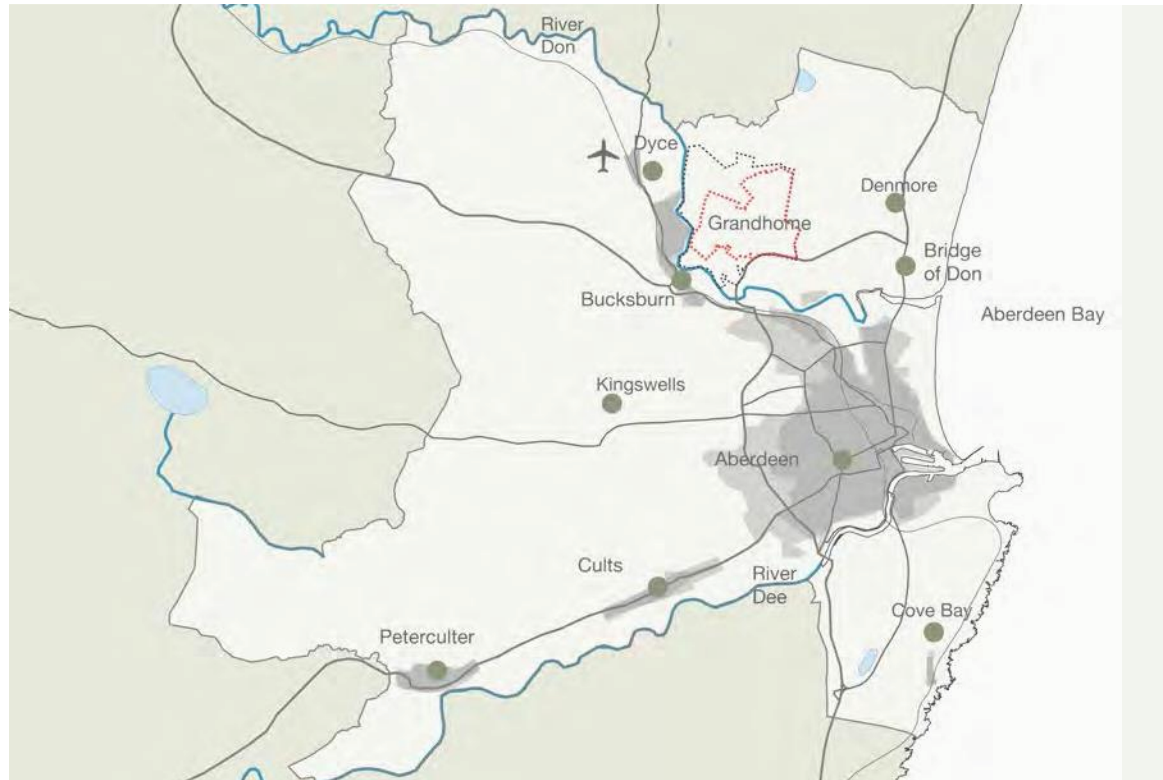 River
Don
Dyce
Denmore
Grandhome
Bridge
of Don
Bucksburn
Aberdeen Bay
Kingswells
Aberdeen
Cults
River
Dee
Cove Bay
Peterculter